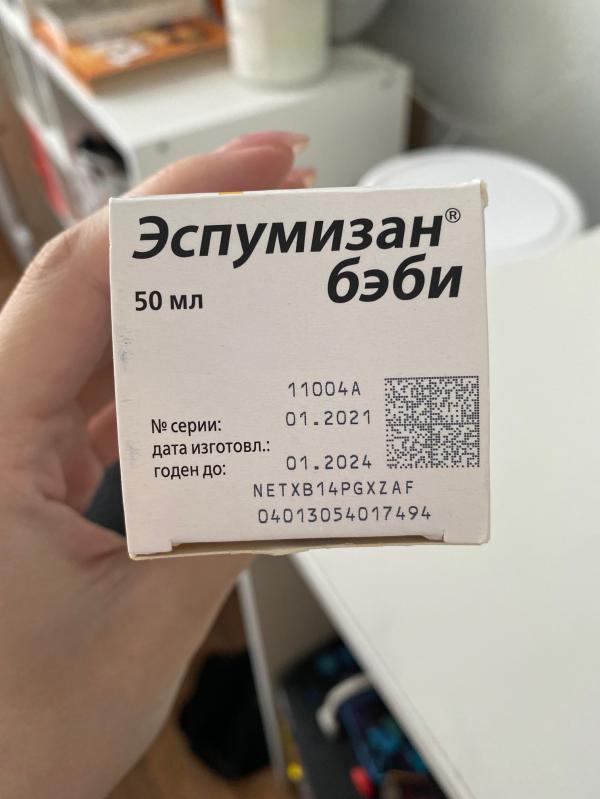 Эспумизан®
бэби
50 мл
№ серии: 11004A
дата изготовл.: 01.2021
годен до: 01.2024
NETXB14PGXZAF
04013054017494